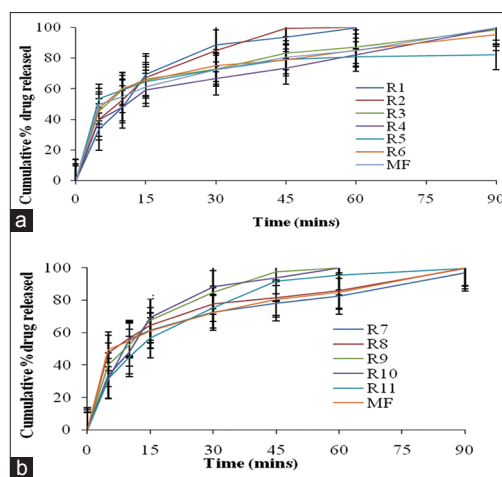 100
80
60
40
20
0
Cumulative % drug released
R1
R2
R3
R4
R5
R6
MF
0 15 30 45 60 75 90
Time (mins)
a
100
80
60
40
20
0
Cumulative %drug released
R7
R8
R9
R10
R11
MF
0 15 30 45 60 75 90
Time (mins)
b